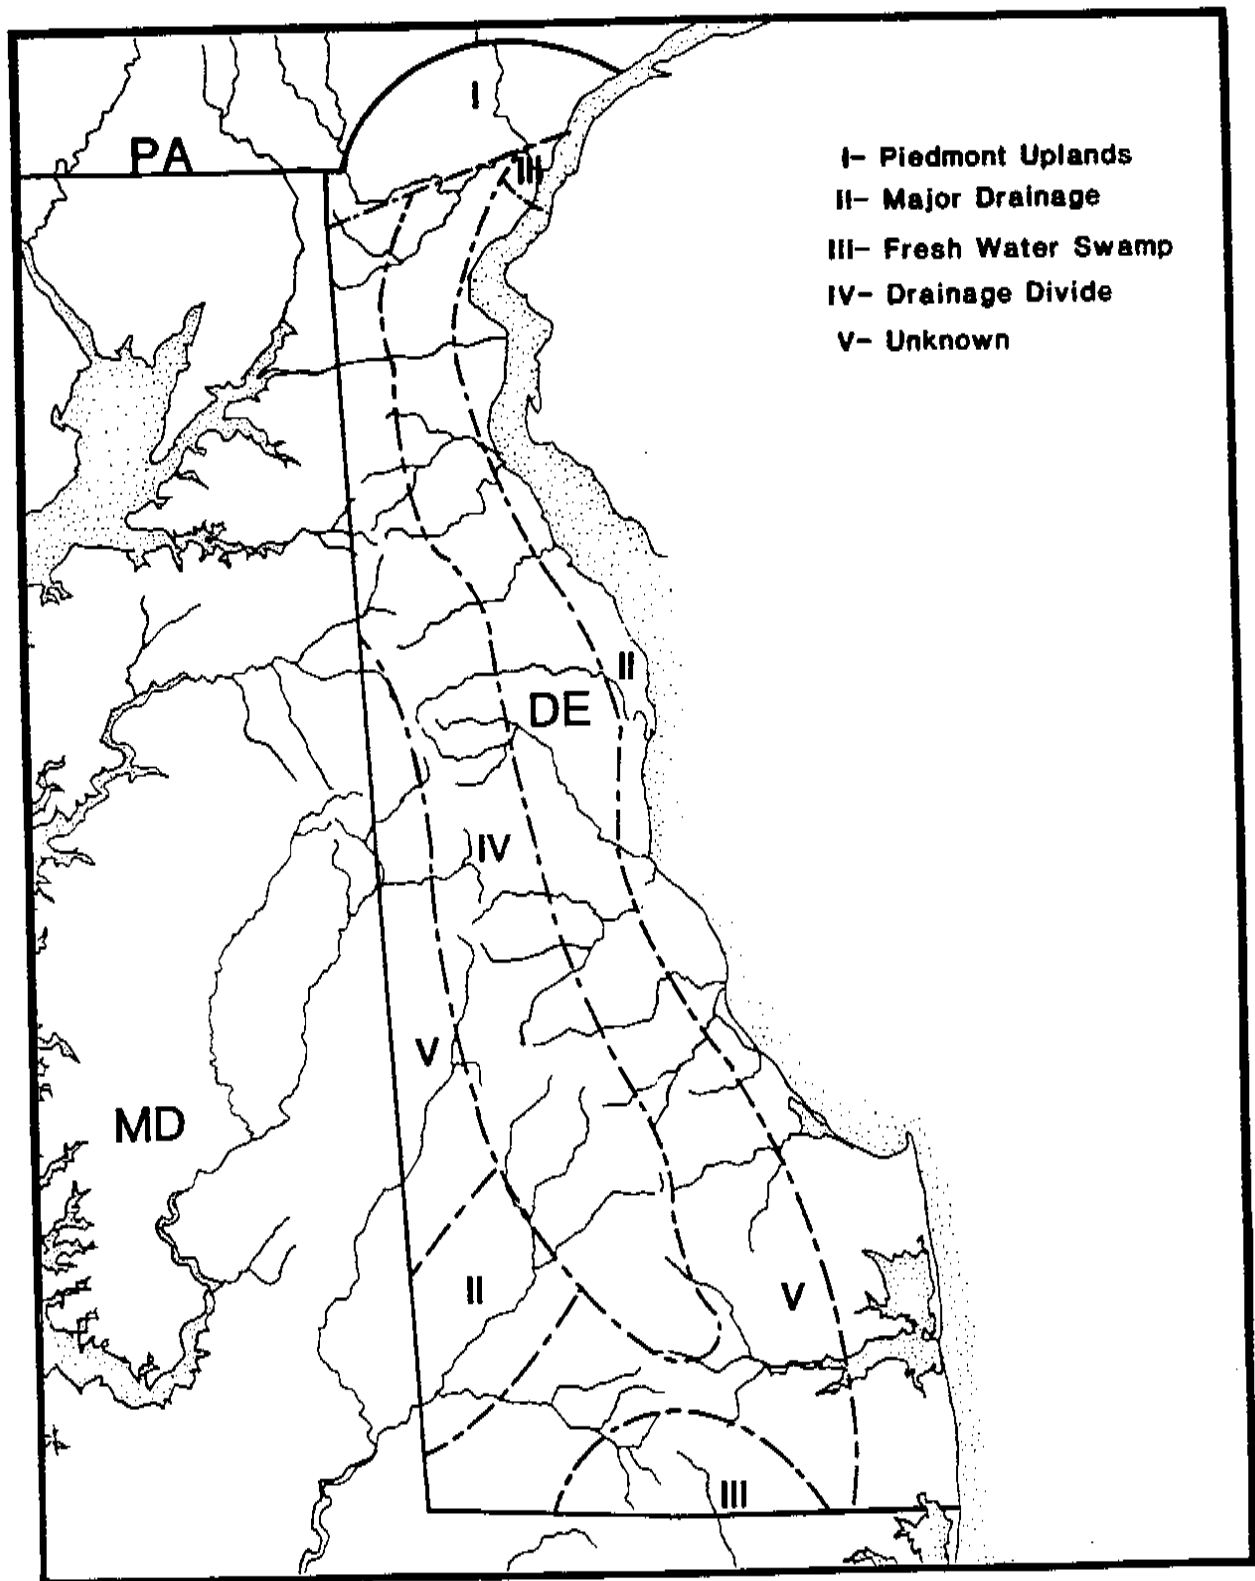 I
PA
III
I- Piedmont Uplands
II- Major Drainage
III- Fresh Water Swamp
IV- Drainage Divide
V- Unknown
II
DE
IV
V
MD
II
V
III